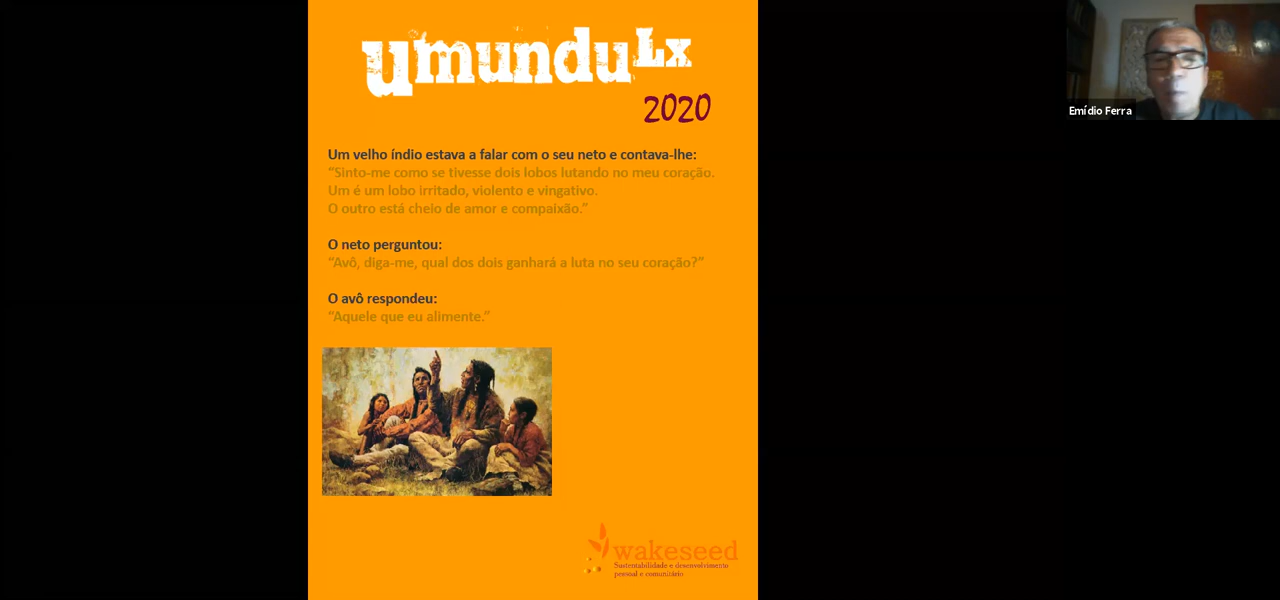 umunduLx
2020
Um velho índio estava a falar com o seu neto e contava-lhe:
“Sinto-me como se tivesse dois lobos lutando no meu coração.
Um é um lobo irritado, violento e vingativo.
O outro está cheio de amor e compaixão.”
O neto perguntou:
“Avô, diga-me, qual dos dois ganhará a luta no seu coração?”
O avô respondeu:
“Aquele que eu alimente.”
wakeseed
Sustentabilidade e desenvolvimento
pessoal e comunitário
Emídio Ferra